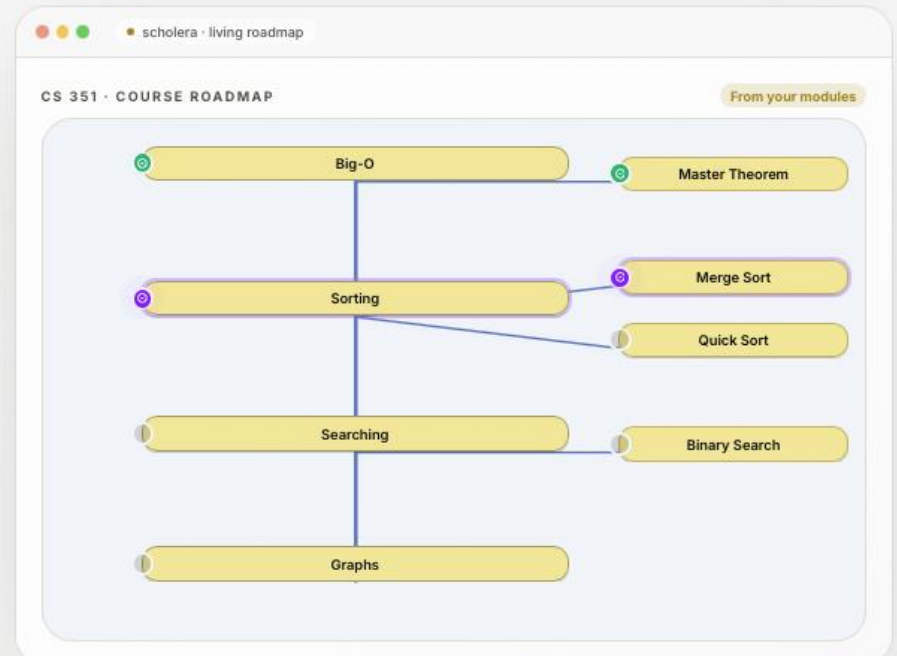 scholera · living roadmap
CS 351 · COURSE ROADMAP
From your modules
Big-O
Master Theorem
Sorting
Merge Sort
Quick Sort
Searching
Binary Search
Graphs